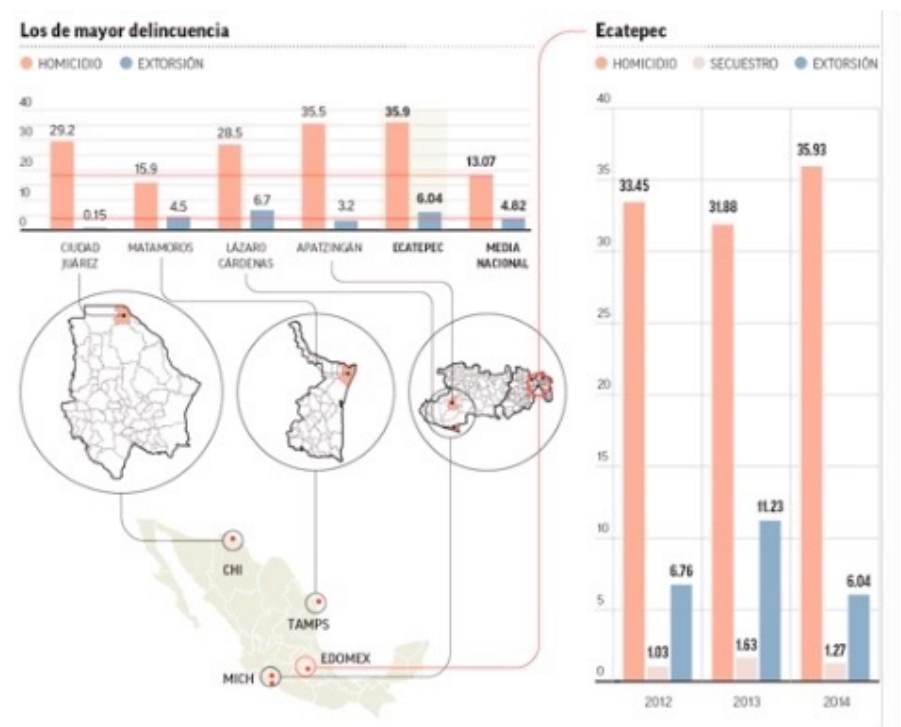 Los de mayor delincuencia
HOMICIDIO EXTORSIÓN
40
30
20
10
0
29.2 0.15
15.9 4.5
28.5 6.7
35.5 3.2
35.9 6.04
13.07 4.82
CIUDAD
JUÁREZ
MATAMOROS
LÁZARO
CÁRDENAS
APATZINGÁN
ECATEPEC
MEDIA
NACIONAL
CHI
TAMPS
EDOMEX
MICH
Ecatepec
HOMICIDIO SECUESTRO EXTORSIÓN
40
35
30
25
20
15
10
5
0
33.45 1.03 6.76
31.88 1.63 11.23
35.93 1.27 6.04
2012 2013 2014